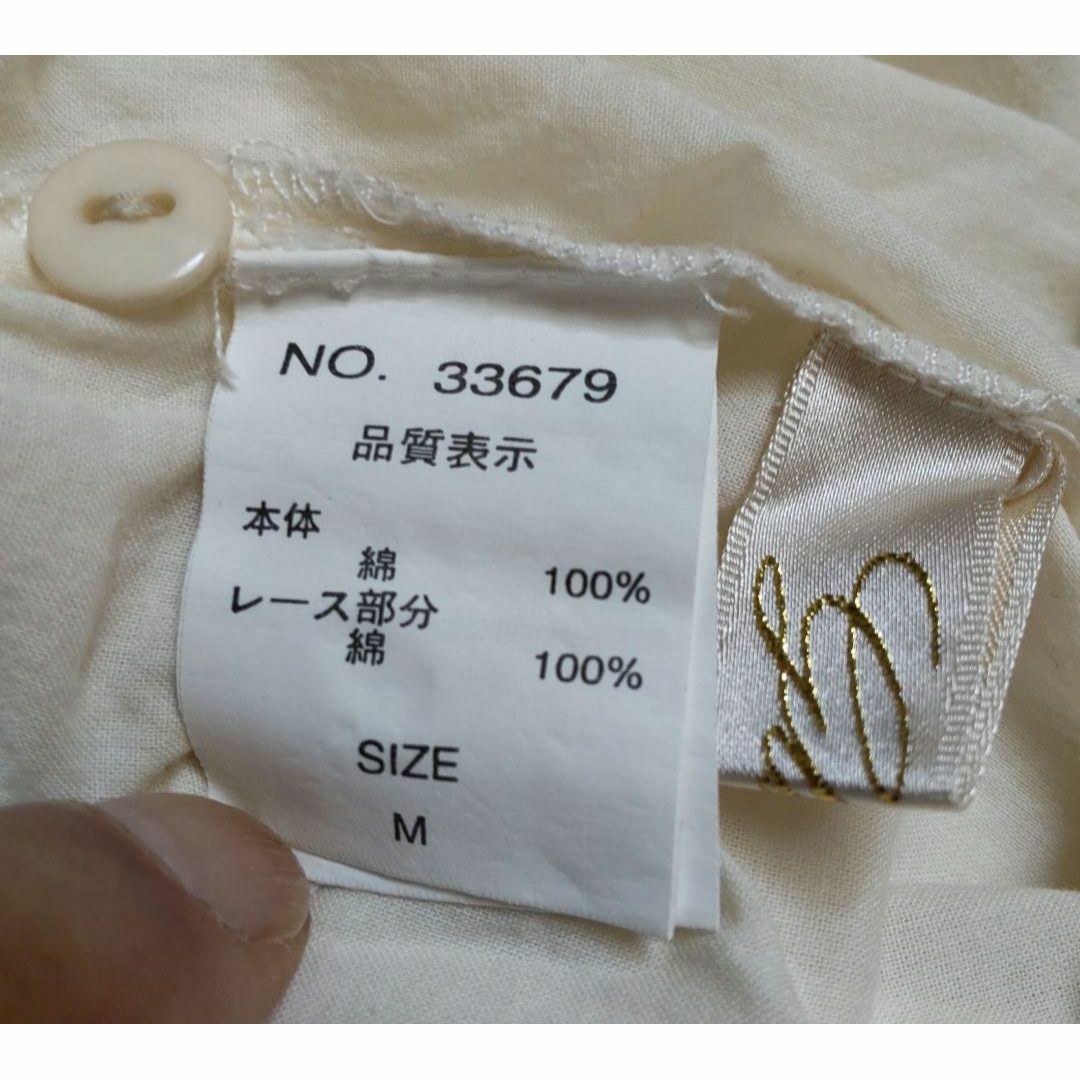 NO. 33679
品質表示
本体
綿 100%
レース部分
綿 100%
SIZE
M